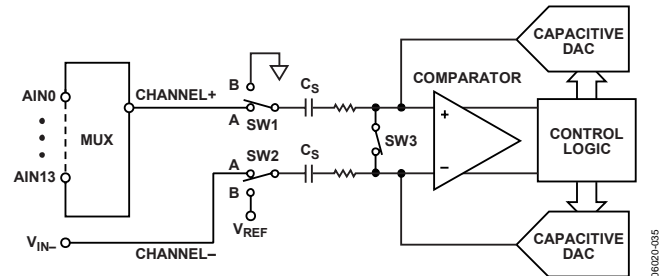 CAPACITIVE
DAC
B
CHANNEL+
CS
COMPARATOR
AIN0
A
SW1
+
MUX
SW3
CONTROL
LOGIC
A
SW2
CS
–
AIN13
B
VREF
VIN–
CHANNEL–
CAPACITIVE
DAC
06020-035